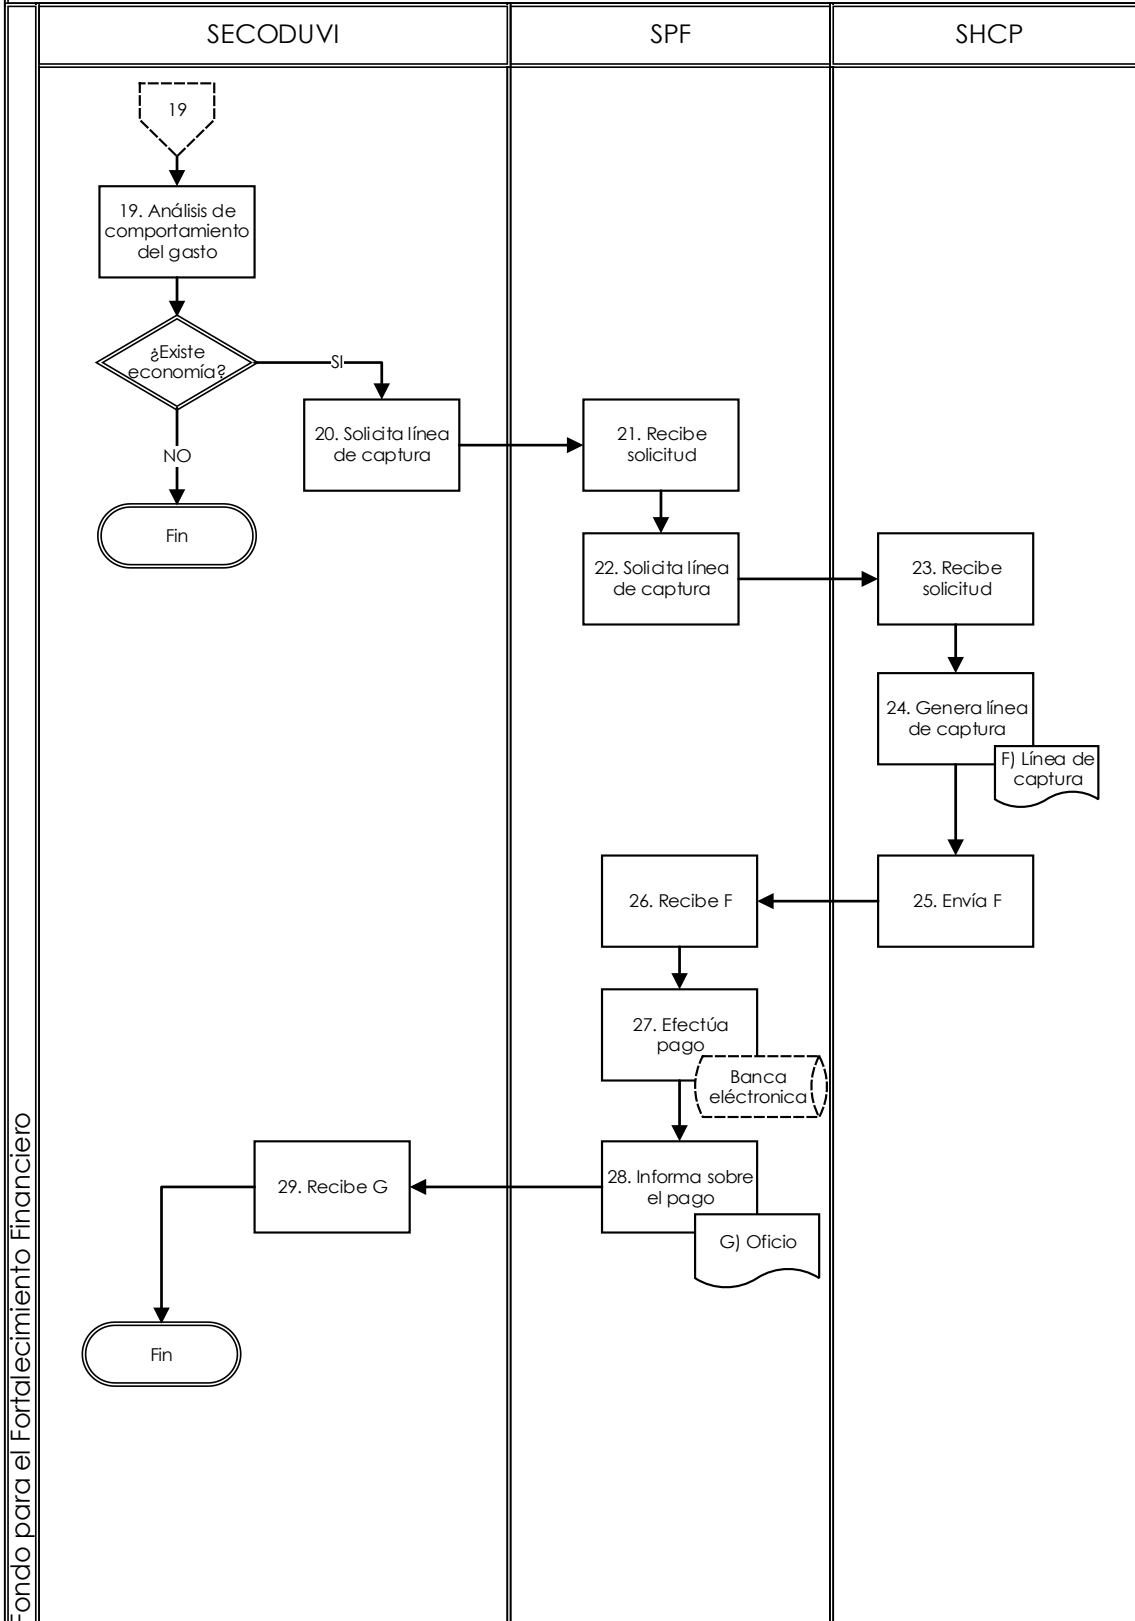 SECODUVI
SPF
SHCP
19
19. Análisis de
comportamiento
del gasto
¿Existe
economía?
SI
NO
Fin
20. Solicita línea
de captura
21. Recibe
solicitud
22. Solicita línea
de captura
23. Recibe
solicitud
24. Genera línea
de captura
F) Línea de
captura
25. Envía F
26. Recibe F
27. Efectúa
pago
Banca
eléctronica
28. Informa sobre
el pago
G) Oficio
29. Recibe G
Fin
Fondo para el Fortalecimiento Financiero